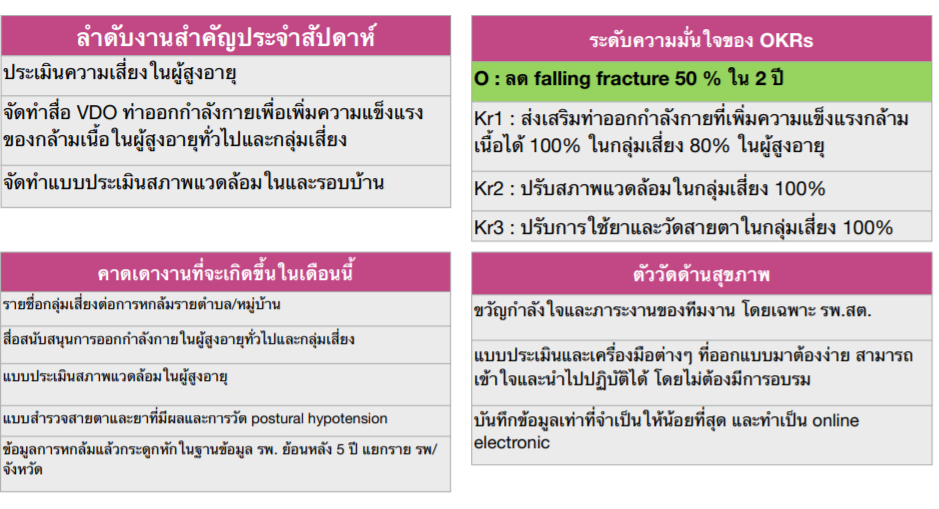 ลำดับงานสำคัญประจำสัปดาห์
ประเมินความเสี่ยงในผู้สูงอายุ
จัดทำสื่อ VDO ท่าออกกำลังกายเพื่อเพิ่มความแข็งแรง
ของกล้ามเนื้อในผู้สูงอายุทั่วไปและกลุ่มเสี่ยง
จัดทำแบบประเมินสภาพแวดล้อมในและรอบบ้าน
ระดับความมั่นใจของ OKRs
O : ลด falling fracture 50 % ใน 2 ปี
Kr1 : ส่งเสริมท่าออกกำลังกายที่เพิ่มความแข็งแรงกล้าม
เนื้อได้ 100% ในกลุ่มเสี่ยง 80% ในผู้สูงอายุ
Kr2 : ปรับสภาพแวดล้อมในกลุ่มเสี่ยง 100%
Kr3 : ปรับการใช้ยาและวัดสายตาในกลุ่มเสี่ยง 100%
คาดเดางานที่จะเกิดขึ้นในเดือนนี้
รายชื่อกลุ่มเสี่ยงต่อการหกล้มรายตำบล/หมู่บ้าน
สื่อสนับสนุนการออกกำลังกายในผู้สูงอายุทั่วไปและกลุ่มเสี่ยง
แบบประเมินสภาพแวดล้อมในผู้สูงอายุ
แบบสำรวจสายตาและยาที่มีผลและการวัด postural hypotension
ข้อมูลการหกล้มแล้วกระดูกหักในฐานข้อมูล รพ. ย้อนหลัง 5 ปี แยกราย รพ/
จังหวัด
ตัววัดด้านสุขภาพ
ขวัญกำลังใจและภาระงานของทีมงาน โดยเฉพาะ รพ.สต.
แบบประเมินและเครื่องมือต่างๆ ที่ออกแบบมาต้องง่าย สามารถ
เข้าใจและนำไปปฏิบัติได้ โดยไม่ต้องมีการอบรม
บันทึกข้อมูลเท่าที่จำเป็นให้น้อยที่สุด และทำเป็น online
electronic